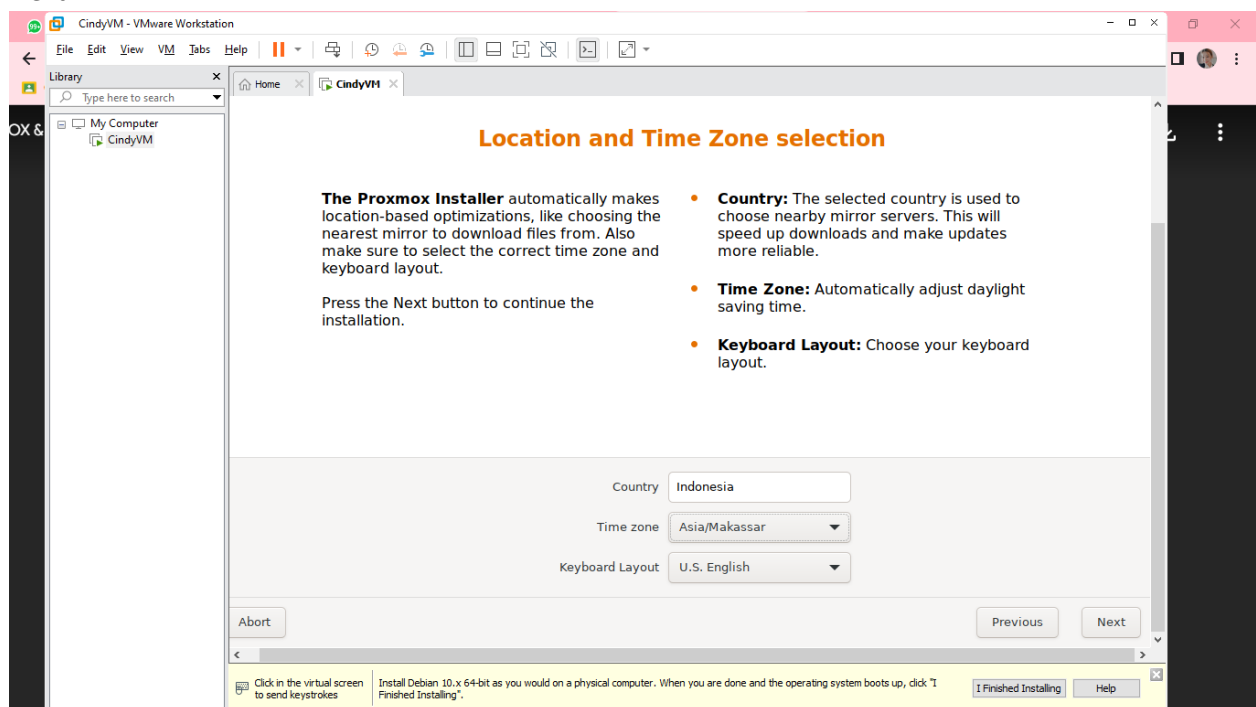 99+
CindyVM - VMware Workstation
File Edit View VM Tabs Help
Library
Type here to search
My Computer
CindyVM
Home
CindyVM
OX &
Location and Time Zone selection
The Proxmox Installer automatically makes
location-based optimizations, like choosing the
nearest mirror to download files from. Also
make sure to select the correct time zone and
keyboard layout.
Press the Next button to continue the
installation.
Country: The selected country is used to
choose nearby mirror servers. This will
speed up downloads and make updates
more reliable.
Time Zone: Automatically adjust daylight
saving time.
Keyboard Layout: Choose your keyboard
layout.
Country Indonesia
Time zone Asia/Makassar
Keyboard Layout U.S. English
Abort Previous Next
Click in the virtual screen
to send keystrokes
Install Debian 10.x 64-bit as you would on a physical computer. When you are done and the operating system boots up, click "I
Finished Installing".
I Finished Installing Help